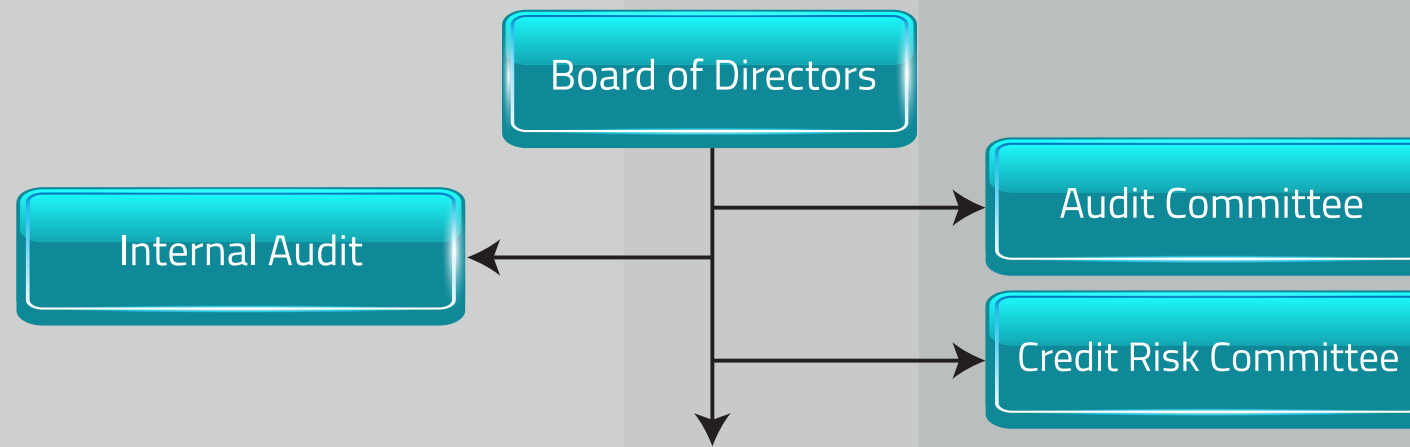 Board of Directors
Audit Committee
Internal Audit
Credit Risk Committee